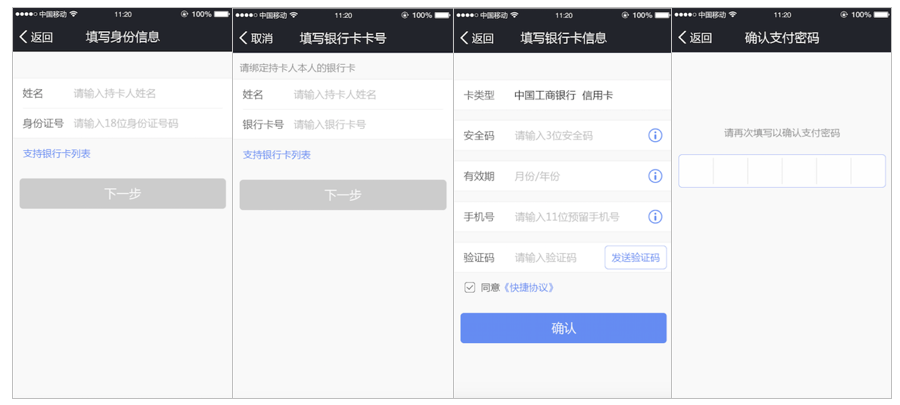 中国移动 11:20 100%
返回 填写身份信息
姓名 请输入持卡人姓名
身份证号 请输入18位身份证号码
支持银行卡列表
下一步
中国移动 11:20 100%
取消 填写银行卡卡号
请绑定持卡人本人的银行卡
姓名 请输入持卡人姓名
银行卡号 请输入银行卡号
支持银行卡列表
下一步
中国移动 11:20 100%
返回 填写银行卡信息
卡类型 中国工商银行 信用卡
安全码 请输入3位安全码
有效期 月份/年份
手机号 请输入11位预留手机号
验证码 请输入验证码 发送验证码
同意《快捷协议》
确认
中国移动 11:20 100%
返回 确认支付密码
请再次填写以确认支付密码